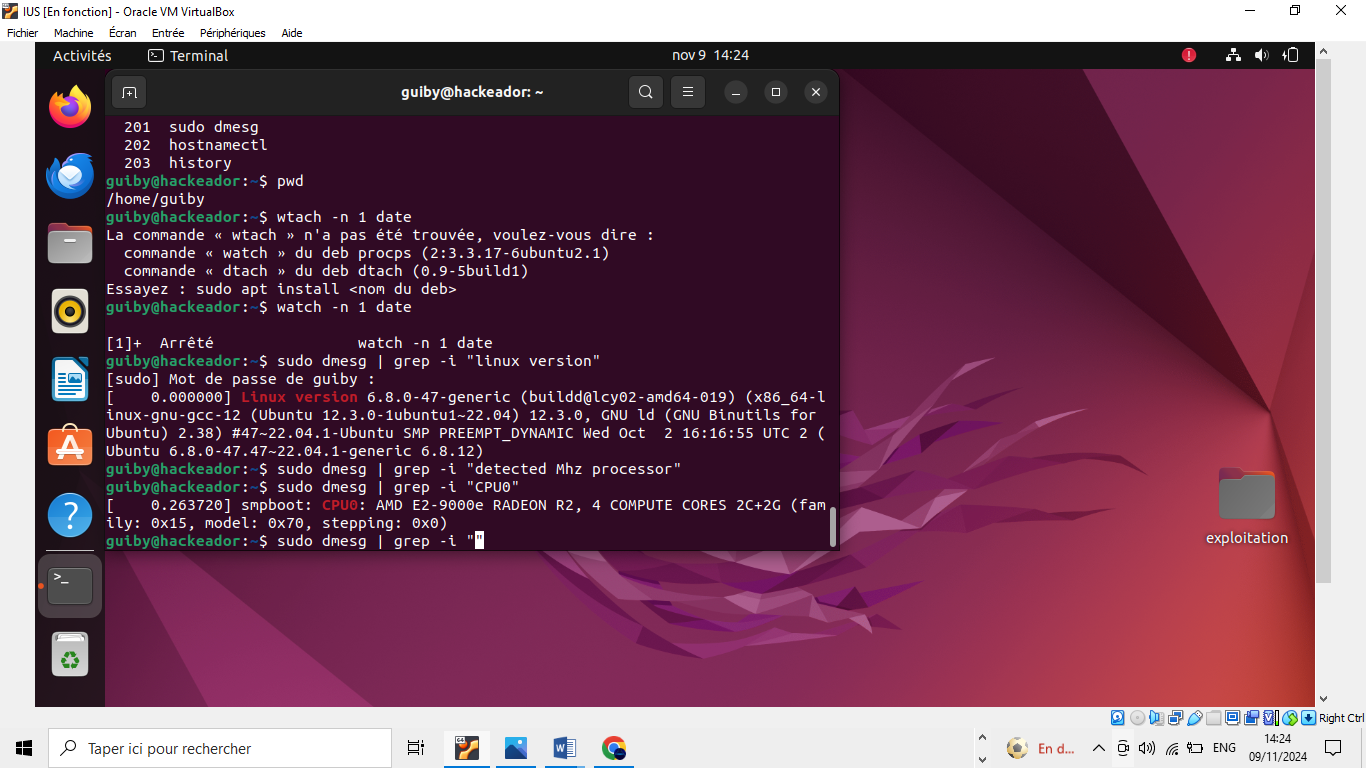 IUS [En fonction] - Oracle VM VirtualBox
Fichier Machine Écran Entrée Périphériques Aide
Activités Terminal nov 9 14:24
guiby@hackeador: ~
201 sudo dmesg
202 hostnamectl
203 history
guiby@hackeador:~$ pwd
/home/guiby
guiby@hackeador:~$ wtach -n 1 date
La commande « wtach » n'a pas été trouvée, voulez-vous dire :
commande « watch » du deb procps (2:3.3.17-6ubuntu2.1)
commande « dtach » du deb dtach (0.9-5build1)
Essayez : sudo apt install <nom du deb>
guiby@hackeador:~$ watch -n 1 date
[1]+ Arrêté watch -n 1 date
guiby@hackeador:~$ sudo dmesg | grep -i "linux version"
[sudo] Mot de passe de guiby :
[ 0.000000] Linux version 6.8.0-47-generic (buildd@lcy02-amd64-019) (x86_64-l
inux-gnu-gcc-12 (Ubuntu 12.3.0-1ubuntu1~22.04) 12.3.0, GNU ld (GNU Binutils for
Ubuntu) 2.38) #47~22.04.1-Ubuntu SMP PREEMPT_DYNAMIC Wed Oct 2 16:16:55 UTC 2 (
Ubuntu 6.8.0-47.47~22.04.1-generic 6.8.12)
guiby@hackeador:~$ sudo dmesg | grep -i "detected Mhz processor"
guiby@hackeador:~$ sudo dmesg | grep -i "CPU0"
[ 0.263720] smpboot: CPU0: AMD E2-9000e RADEON R2, 4 COMPUTE CORES 2C+2G (fam
ily: 0x15, model: 0x70, stepping: 0x0)
guiby@hackeador:~$ sudo dmesg | grep -i ""
exploitation
Right Ctrl
Taper ici pour rechercher
En d...
ENG
14:24
09/11/2024